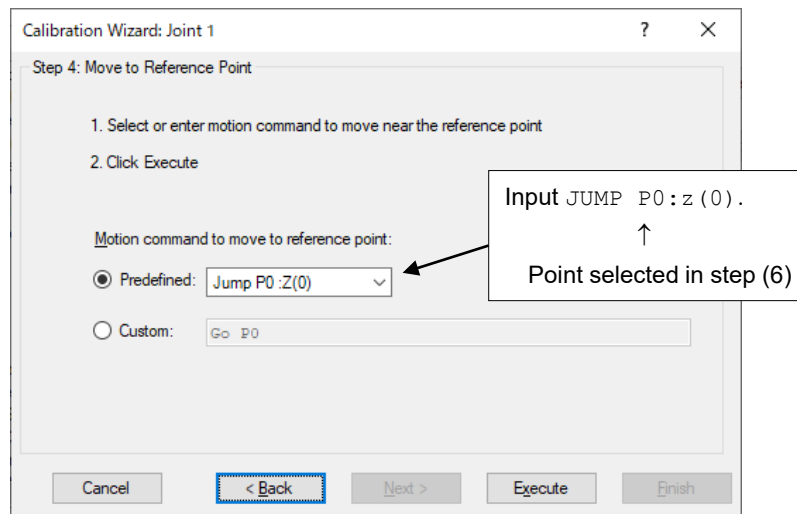 Calibration Wizard: Joint 1
?
Step 4: Move to Reference Point
1. Select or enter motion command to move near the reference point
2. Click Execute
Input JUMP P0:z(0).
↑
Point selected in step (6)
Motion command to move to reference point:
Predefined: Jump P0 :Z(0)
Custom: Go P0
Cancel < Back Next > Execute Finish